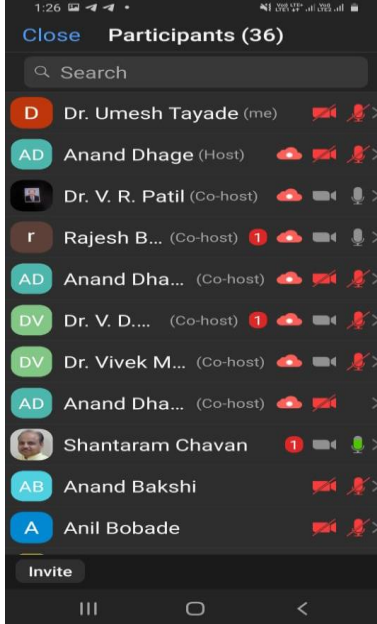 1:26
Close Participants (36)
Search
D Dr. Umesh Tayade (me)
AD Anand Dhage (Host)
Dr. V. R. Patil (Co-host)
r Rajesh B... (Co-host) 1
AD Anand Dha... (Co-host)
DV Dr. V. D.... (Co-host) 1
DV Dr. Vivek M... (Co-host)
AD Anand Dha... (Co-host)
Shantaram Chavan 1
AB Anand Bakshi
A Anil Bobade
Invite